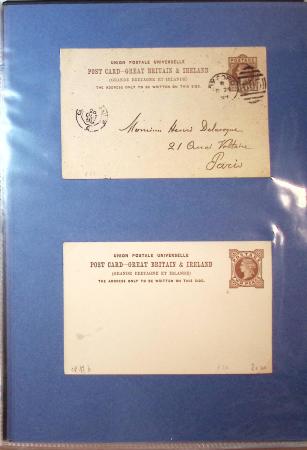 UNION POSTALE UNIVERSELLE
POST CARD–GREAT BRITAIN & IRELAND
(GRANDE BRETAGNE ET IRLANDE)
THE ADDRESS ONLY TO BE WRITTEN ON THIS SIDE.
Monsieur Henri Delaroque
21 Quai Voltaire
Paris
UNION POSTALE UNIVERSELLE
POST CARD–GREAT BRITAIN & IRELAND
(GRANDE BRETAGNE ET IRLANDE)
THE ADDRESS ONLY TO BE WRITTEN ON THIS SIDE.
POSTAGE